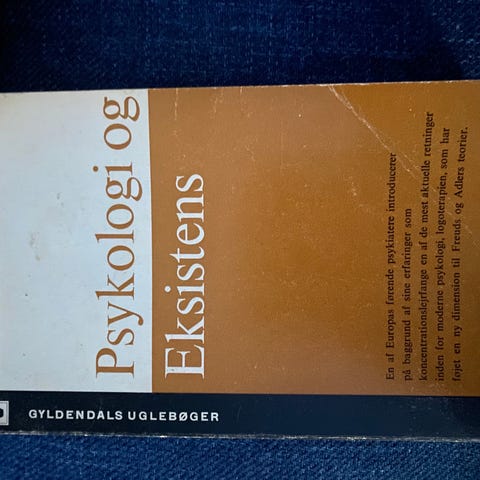 Psykologi og
Eksistens
En af Europas førende psykiatere introducerer
på baggrund af sine erfaringer som
koncentrationslejrfange en af de mest aktuelle retninger
inden for moderne psykologi, logoterapien, som har
føjet en ny dimension til Freuds og Adlers teorier.
GYLDENDALS UGLEBØGER